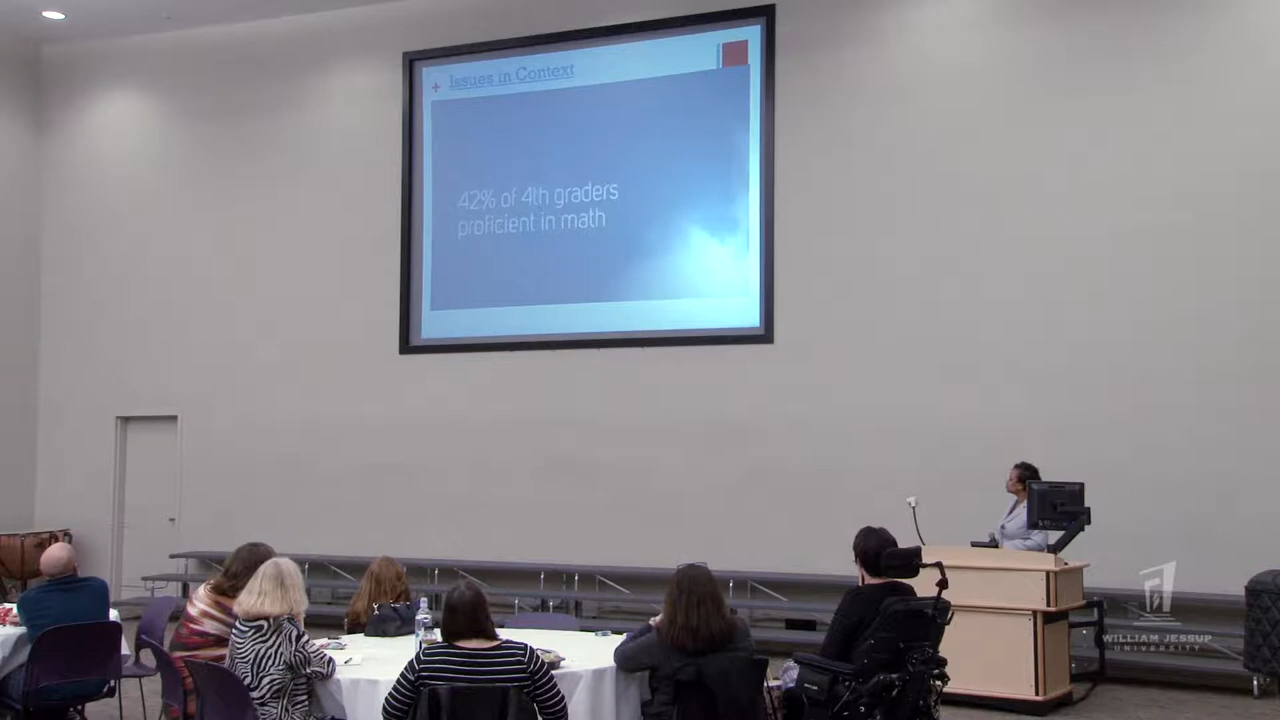 + Issues in Context
42% of 4th graders
proficient in math
WILLIAM JESSUP
UNIVERSITY